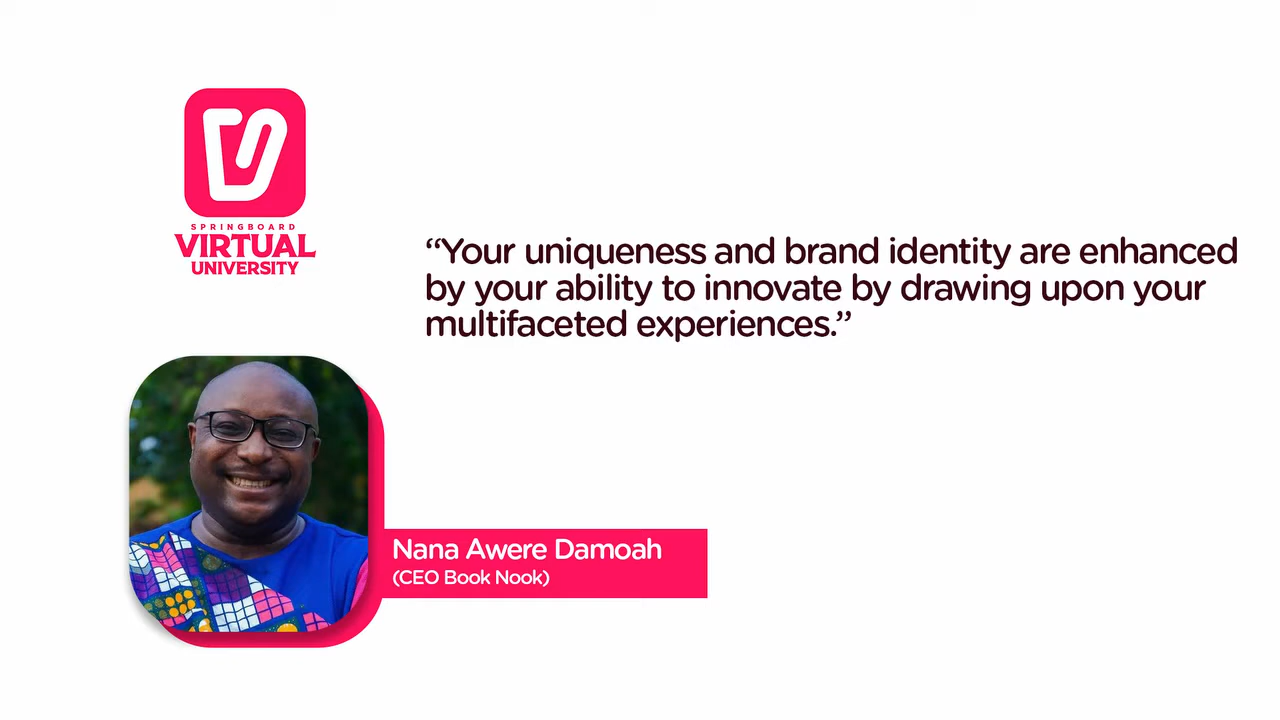 SPRINGBOARD
VIRTUAL
UNIVERSITY
“Your uniqueness and brand identity are enhanced
by your ability to innovate by drawing upon your
multifaceted experiences.”
Nana Awere Damoah
(CEO Book Nook)